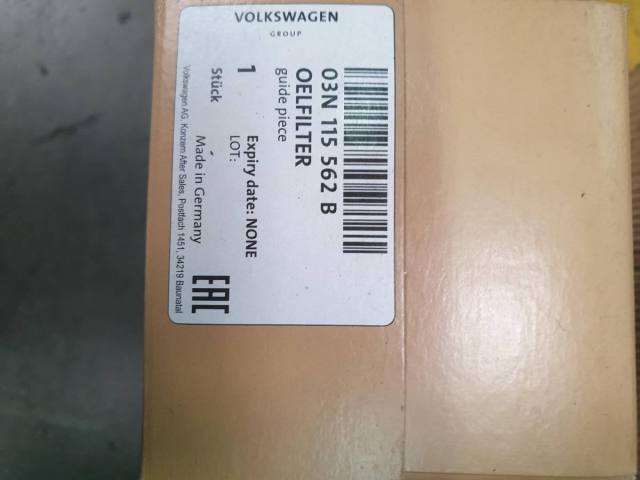 VOLKSWAGEN
GROUP
03N 115 562 B
OELFILTER
guide piece
1
Stück
Expiry date: NONE
LOT:
Made in Germany
EAC
Volkswagen AG, Konzern After Sales, Postfach 1451, 34219 Baunatal